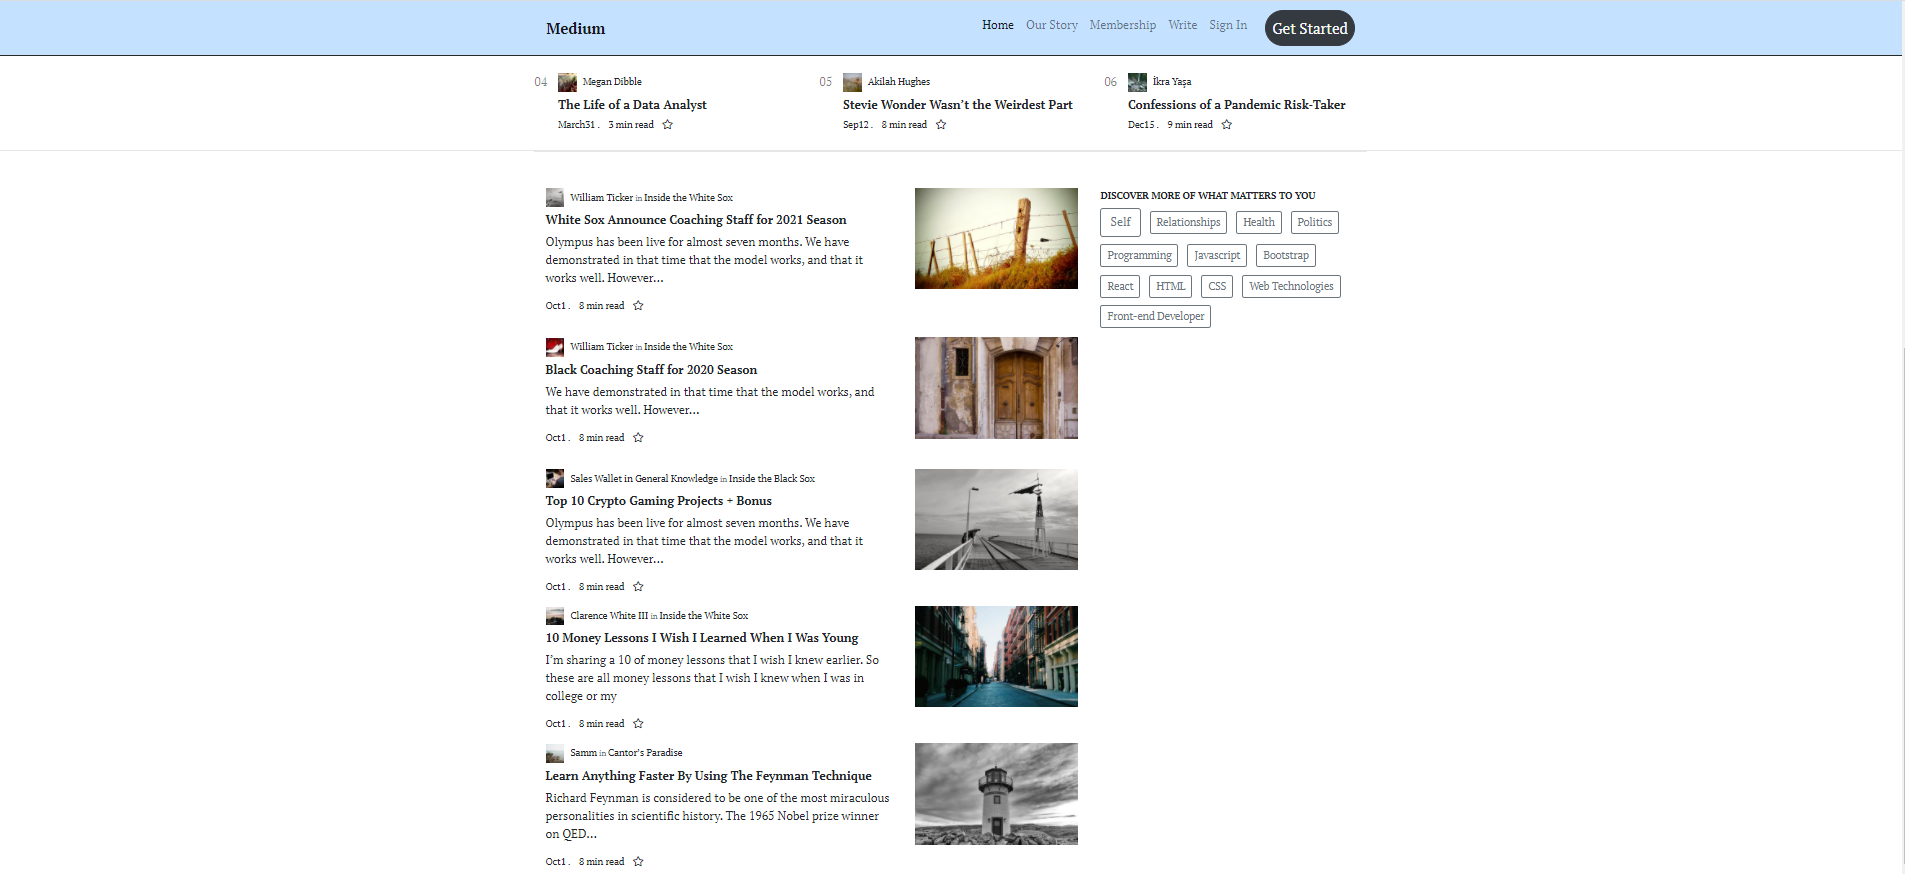 Medium
Home Our Story Membership Write Sign In Get Started
04 Megan Dibble
The Life of a Data Analyst
March31 . 3 min read
05 Akilah Hughes
Stevie Wonder Wasn’t the Weirdest Part
Sep12 . 8 min read
06 İkra Yaşa
Confessions of a Pandemic Risk-Taker
Dec15 . 9 min read
William Ticker in Inside the White Sox
White Sox Announce Coaching Staff for 2021 Season
Olympus has been live for almost seven months. We have
demonstrated in that time that the model works, and that it
works well. However...
Oct1 . 8 min read
William Ticker in Inside the White Sox
Black Coaching Staff for 2020 Season
We have demonstrated in that time that the model works, and
that it works well. However...
Oct1 . 8 min read
Sales Wallet in General Knowledge in Inside the Black Sox
Top 10 Crypto Gaming Projects + Bonus
Olympus has been live for almost seven months. We have
demonstrated in that time that the model works, and that it
works well. However...
Oct1 . 8 min read
Clarence White III in Inside the White Sox
10 Money Lessons I Wish I Learned When I Was Young
I’m sharing a 10 of money lessons that I wish I knew earlier. So
these are all money lessons that I wish I knew when I was in
college or my
Oct1 . 8 min read
Samm in Cantor's Paradise
Learn Anything Faster By Using The Feynman Technique
Richard Feynman is considered to be one of the most miraculous
personalities in scientific history. The 1965 Nobel prize winner
on QED...
Oct1 . 8 min read
DISCOVER MORE OF WHAT MATTERS TO YOU
Self Relationships Health Politics
Programming Javascript Bootstrap
React HTML CSS Web Technologies
Front-end Developer